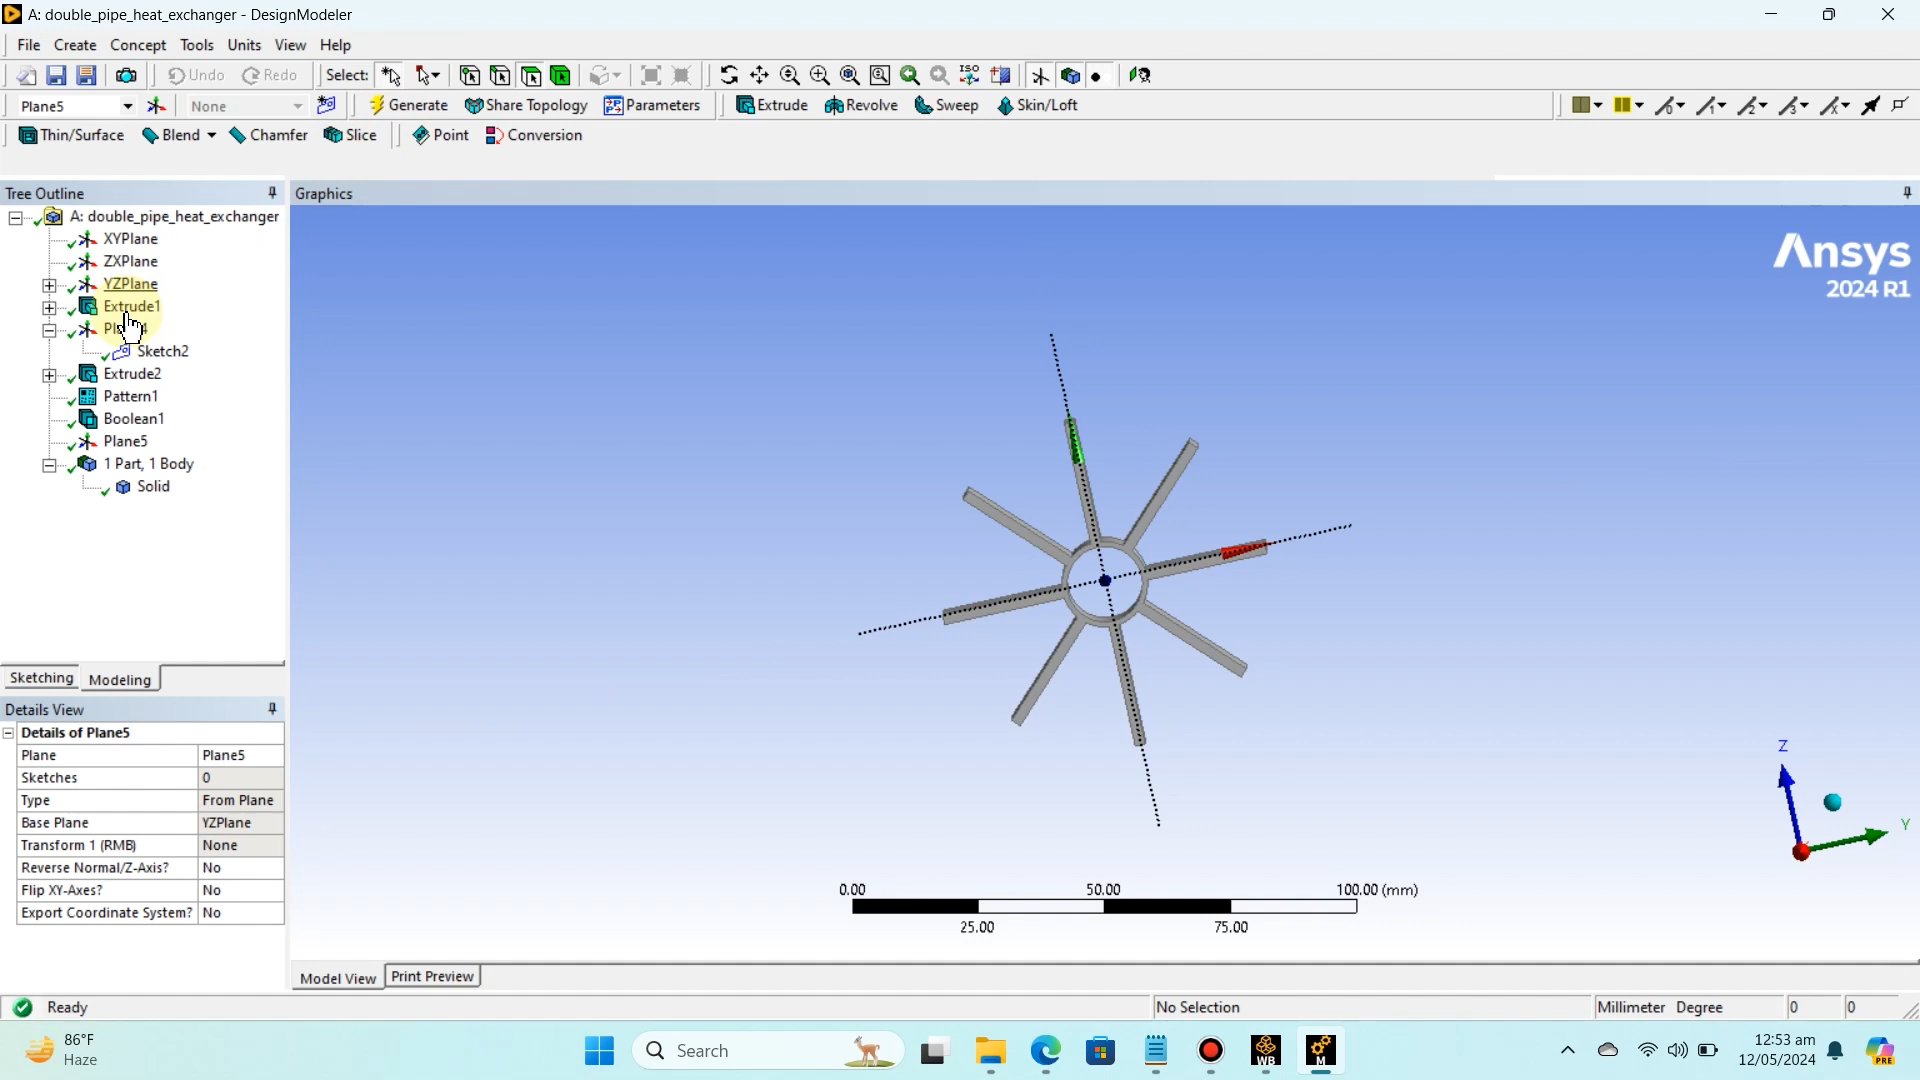 A: double_pipe_heat_exchanger - DesignModeler
File Create Concept Tools Units View Help
Undo Redo Select: ISO
Plane5 None Generate Share Topology Parameters Extrude Revolve Sweep Skin/Loft
Thin/Surface Blend Chamfer Slice Point Conversion
Tree Outline
Graphics
A: double_pipe_heat_exchanger
XYPlane
ZXPlane
YZPlane
Extrude1
Sketch2
Extrude2
Pattern1
Boolean1
Plane5
1 Part, 1 Body
Solid
Ansys
2024 R1
Sketching Modeling
Details View
Details of Plane5
Plane Plane5
Sketches 0
Type From Plane
Base Plane YZPlane
Transform 1 (RMB) None
Reverse Normal/Z-Axis? No
Flip XY-Axes? No
Export Coordinate System? No
Z
Y
0.00 50.00 100.00 (mm)
25.00 75.00
Model View Print Preview
Ready No Selection Millimeter Degree 0 0
86°F
Haze
Search
WB
M
12:53 am
12/05/2024
PRE